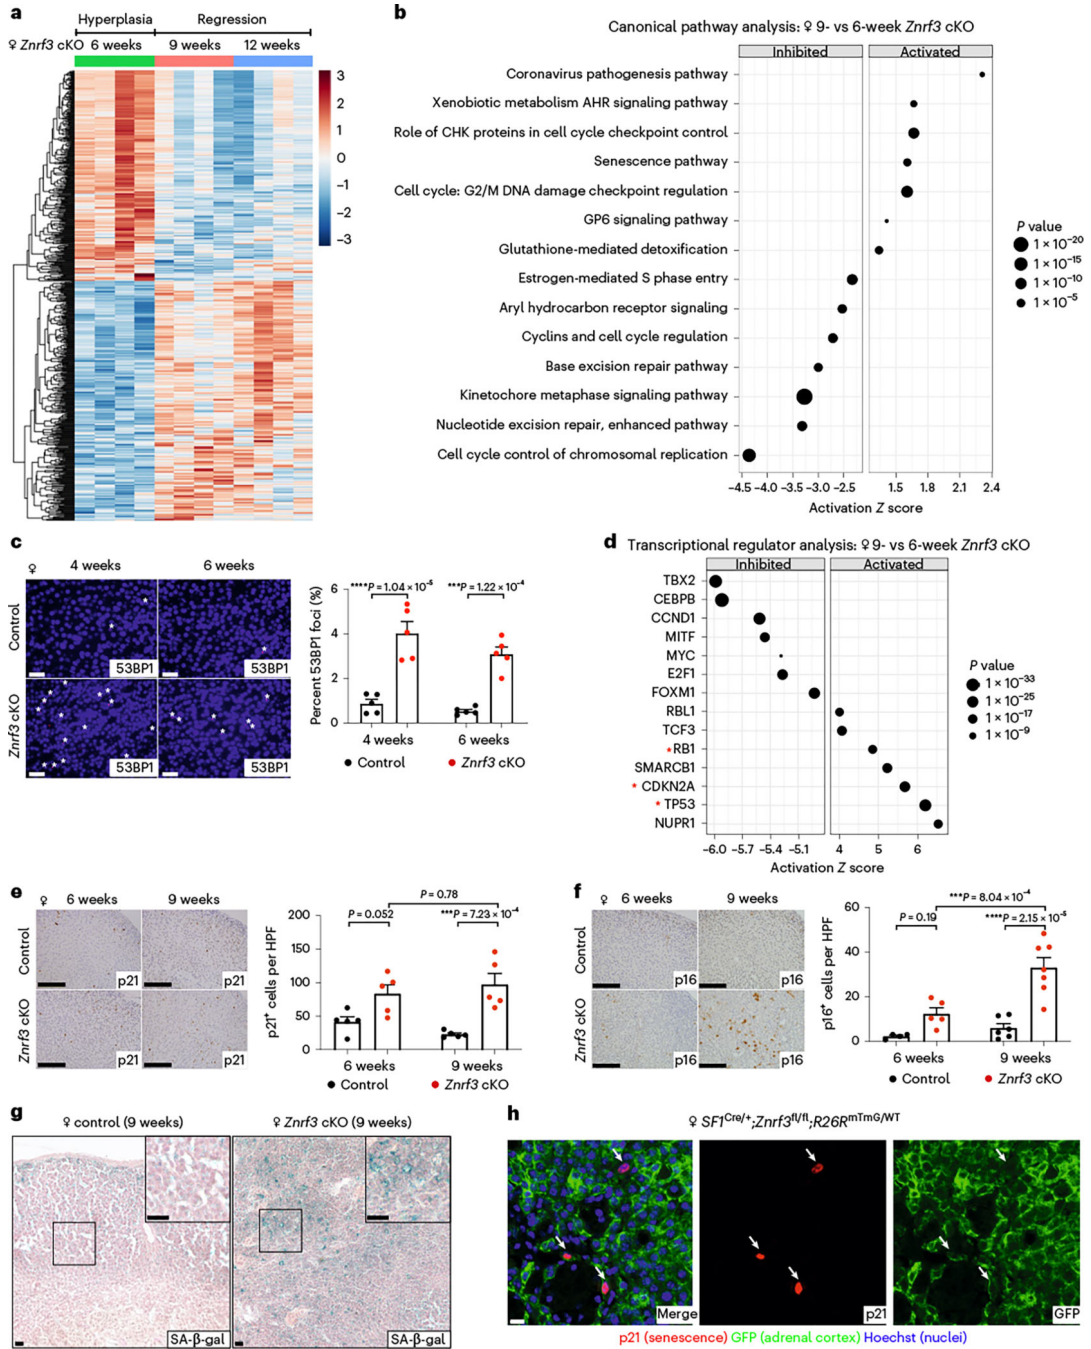 a
Hyperplasia Regression
♀ Znrf3 cKO 6 weeks 9 weeks 12 weeks
3
2
1
0
−1
−2
−3
b
Canonical pathway analysis: ♀ 9- vs 6-week Znrf3 cKO
Inhibited Activated
Coronavirus pathogenesis pathway
Xenobiotic metabolism AHR signaling pathway
Role of CHK proteins in cell cycle checkpoint control
Senescence pathway
Cell cycle: G2/M DNA damage checkpoint regulation
GP6 signaling pathway
Glutathione-mediated detoxification
Estrogen-mediated S phase entry
Aryl hydrocarbon receptor signaling
Cyclins and cell cycle regulation
Base excision repair pathway
Kinetochore metaphase signaling pathway
Nucleotide excision repair, enhanced pathway
Cell cycle control of chromosomal replication
−4.5 −4.0 −3.5 −3.0 −2.5 1.5 1.8 2.1 2.4
Activation Z score
P value
1 × 10⁻²⁰
1 × 10⁻¹⁵
1 × 10⁻¹⁰
1 × 10⁻⁵
c
♀ 4 weeks 6 weeks
Control
53BP1 53BP1
Znrf3 cKO
53BP1 53BP1
Percent 53BP1 foci (%)
****P = 1.04 × 10⁻⁵ ***P = 1.22 × 10⁻⁴
6
4
2
0
4 weeks 6 weeks
Control Znrf3 cKO
d
Transcriptional regulator analysis: ♀ 9- vs 6-week Znrf3 cKO
Inhibited Activated
TBX2
CEBPB
CCND1
MITF
MYC
E2F1
FOXM1
RBL1
TCF3
* RB1
SMARCB1
* CDKN2A
* TP53
NUPR1
−6.0 −5.7 −5.4 −5.1 4 5 6
Activation Z score
P value
1 × 10⁻³³
1 × 10⁻²⁵
1 × 10⁻¹⁷
1 × 10⁻⁹
e
♀ 6 weeks 9 weeks
Control
p21 p21
Znrf3 cKO
p21 p21
p21⁺ cells per HPF
P = 0.78
P = 0.052 ***P = 7.23 × 10⁻⁴
200
150
100
50
0
6 weeks 9 weeks
Control Znrf3 cKO
f
♀ 6 weeks 9 weeks
Control
p16 p16
Znrf3 cKO
p16 p16
p16⁺ cells per HPF
***P = 8.04 × 10⁻⁴
P = 0.19 ****P = 2.15 × 10⁻⁵
60
40
20
0
6 weeks 9 weeks
Control Znrf3 cKO
g
♀ control (9 weeks) ♀ Znrf3 cKO (9 weeks)
SA-β-gal SA-β-gal
h
♀ SF1^Cre/+;Znrf3^fl/fl;R26R^mTmG/WT
Merge p21 GFP
p21 (senescence) GFP (adrenal cortex) Hoechst (nuclei)